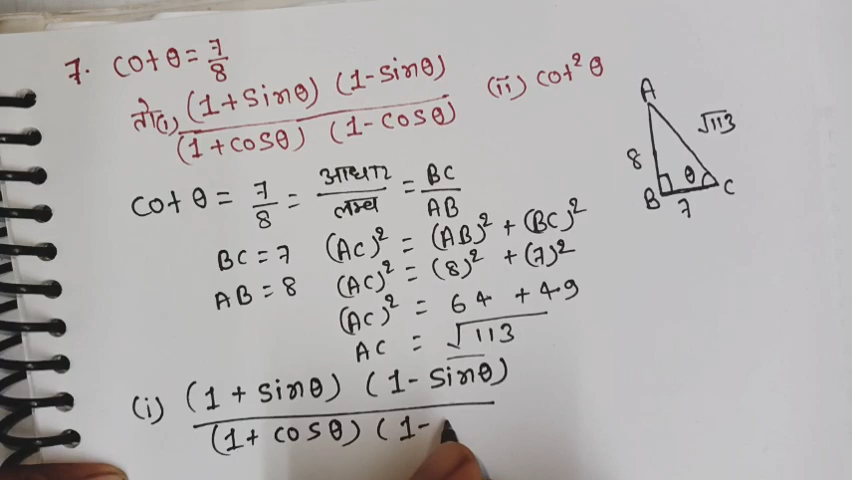 7. cotθ = 7/8
तो(i) (1+sinθ) (1-sinθ) / (1+cosθ) (1-cosθ) (ii) cot²θ
cotθ = 7/8 = आधार/लम्ब = BC/AB
BC = 7 (AC)² = (AB)² + (BC)²
AB = 8 (AC)² = (8)² + (7)²
(AC)² = 64 + 49
AC = √113
(i) (1+sinθ) (1-sinθ) / (1+cosθ) (1-
A
√113
8
θ
B
7
C